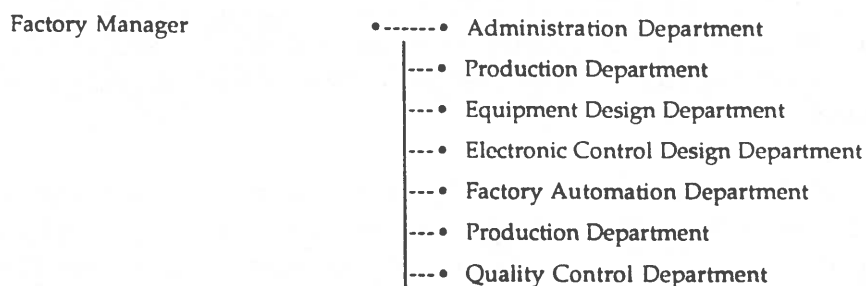 Factory Manager Administration Department
Production Department
Equipment Design Department
Electronic Control Design Department
Factory Automation Department
Production Department
Quality Control Department